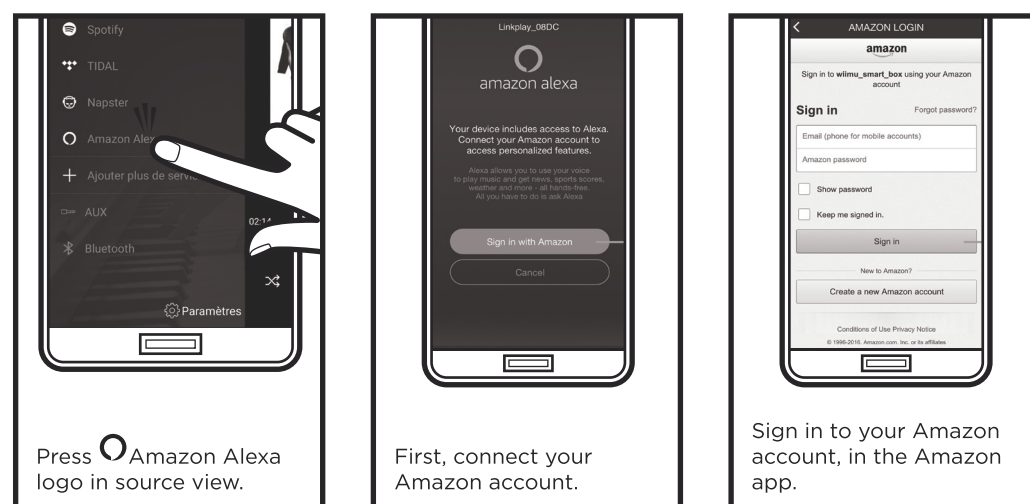 Spotify
TIDAL
Napster
Amazon Alex
Ajouter plus de servi
AUX
02:14
Bluetooth
Paramètres
Press Amazon Alexa
logo in source view.
Linkplay_08DC
amazon alexa
Your device includes access to Alexa.
Connect your Amazon account to
access personalized features.
Alexa allows you to use your voice
to play music and get news, sports scores,
weather and more - all hands-free.
All you have to do is ask Alexa
Sign in with Amazon
Cancel
First, connect your
Amazon account.
AMAZON LOGIN
amazon
Sign in to wiimu_smart_box using your Amazon
account
Sign in Forgot password?
Email (phone for mobile accounts)
Amazon password
Show password
Keep me signed in.
Sign in
New to Amazon?
Create a new Amazon account
Conditions of Use Privacy Notice
© 1996-2016, Amazon.com, Inc. or its affiliates
Sign in to your Amazon
account, in the Amazon
app.